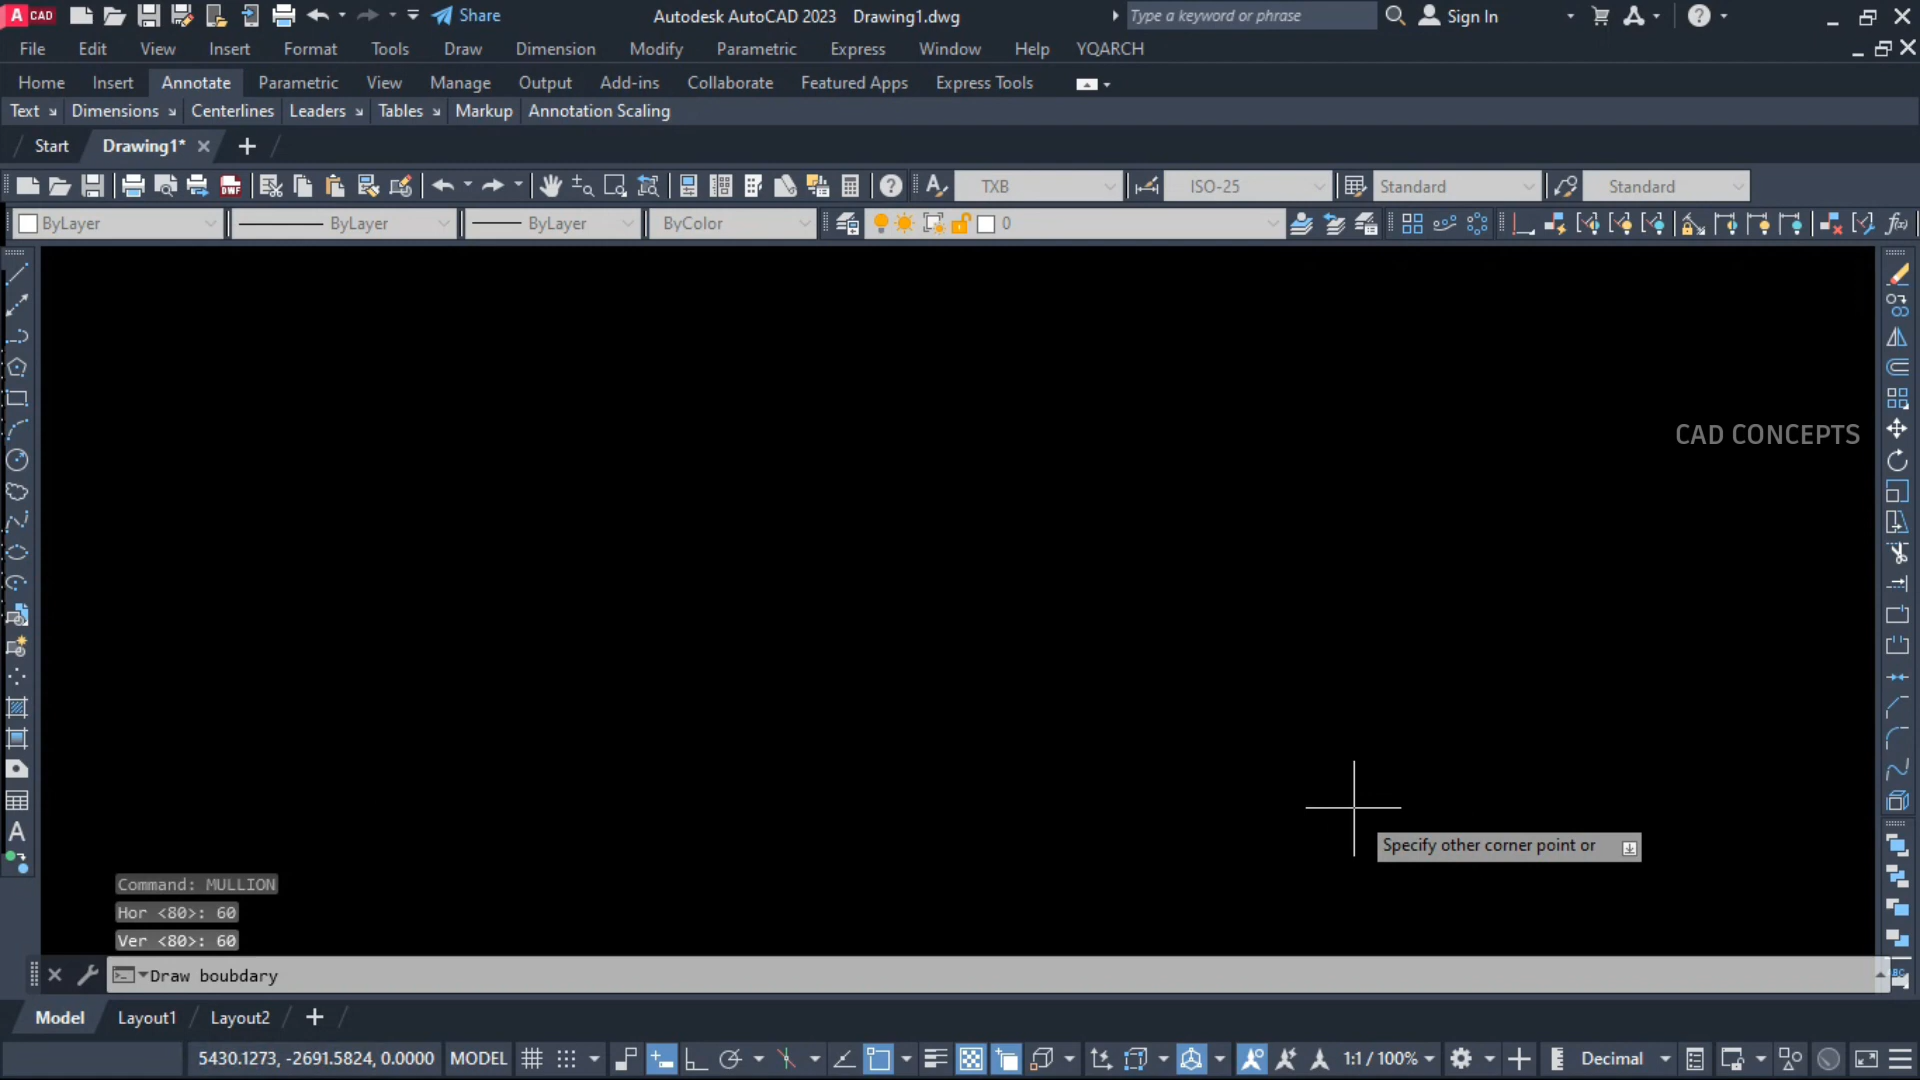 CAD Share Autodesk AutoCAD 2023 Drawing1.dwg Type a keyword or phrase Sign In
File Edit View Insert Format Tools Draw Dimension Modify Parametric Express Window Help YQARCH
Home Insert Annotate Parametric View Manage Output Add-ins Collaborate Featured Apps Express Tools
Text Dimensions Centerlines Leaders Tables Markup Annotation Scaling
Start Drawing1*
DWF TXB ISO-25 Standard Standard
ByLayer ByLayer ByLayer ByColor 0 f(x)
CAD CONCEPTS
A
Specify other corner point or
Command: MULLION
Hor <80>: 60
Ver <80>: 60
Draw boubdary
ABC
Model Layout1 Layout2
5430.1273, -2691.5824, 0.0000 MODEL 1:1 / 100% Decimal